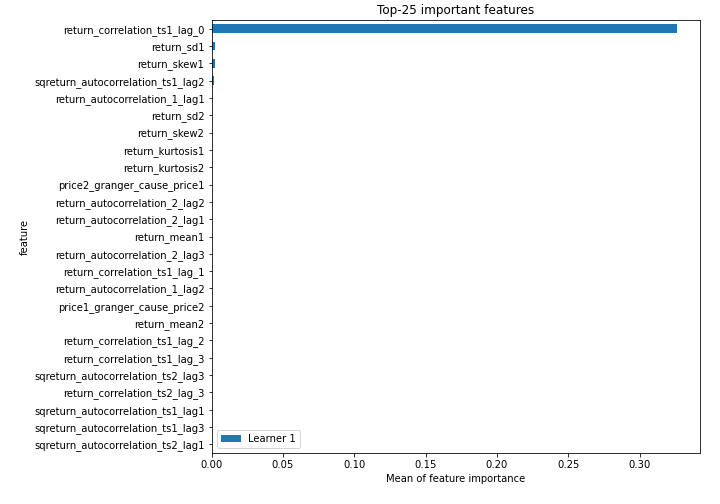 Top-25 important features
return_correlation_ts1_lag_0
return_sd1
return_skew1
sqreturn_autocorrelation_ts1_lag2
return_autocorrelation_1_lag1
return_sd2
return_skew2
return_kurtosis1
return_kurtosis2
price2_granger_cause_price1
return_autocorrelation_2_lag2
return_autocorrelation_2_lag1
return_mean1
return_autocorrelation_2_lag3
return_correlation_ts1_lag_1
return_autocorrelation_1_lag2
price1_granger_cause_price2
return_mean2
return_correlation_ts1_lag_2
return_correlation_ts1_lag_3
sqreturn_autocorrelation_ts2_lag3
return_correlation_ts2_lag_3
sqreturn_autocorrelation_ts1_lag1
sqreturn_autocorrelation_ts1_lag3
sqreturn_autocorrelation_ts2_lag1
feature
Learner 1
0.00 0.05 0.10 0.15 0.20 0.25 0.30
Mean of feature importance